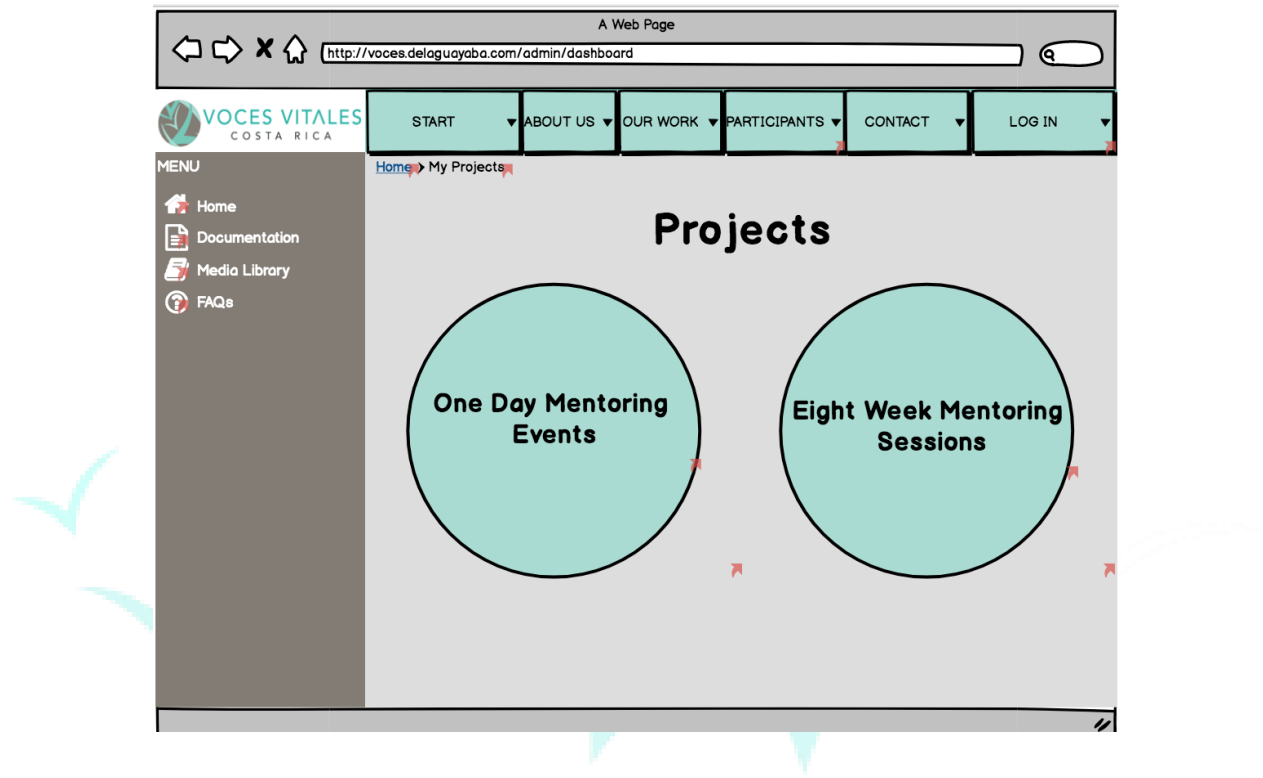 A Web Page
http://voces.delaguayaba.com/admin/dashboard
VOCES VITALES
COSTA RICA
START
ABOUT US
OUR WORK
PARTICIPANTS
CONTACT
LOG IN
MENU
Home
Documentation
Media Library
FAQs
Home > My Projects
Projects
One Day Mentoring
Events
Eight Week Mentoring
Sessions